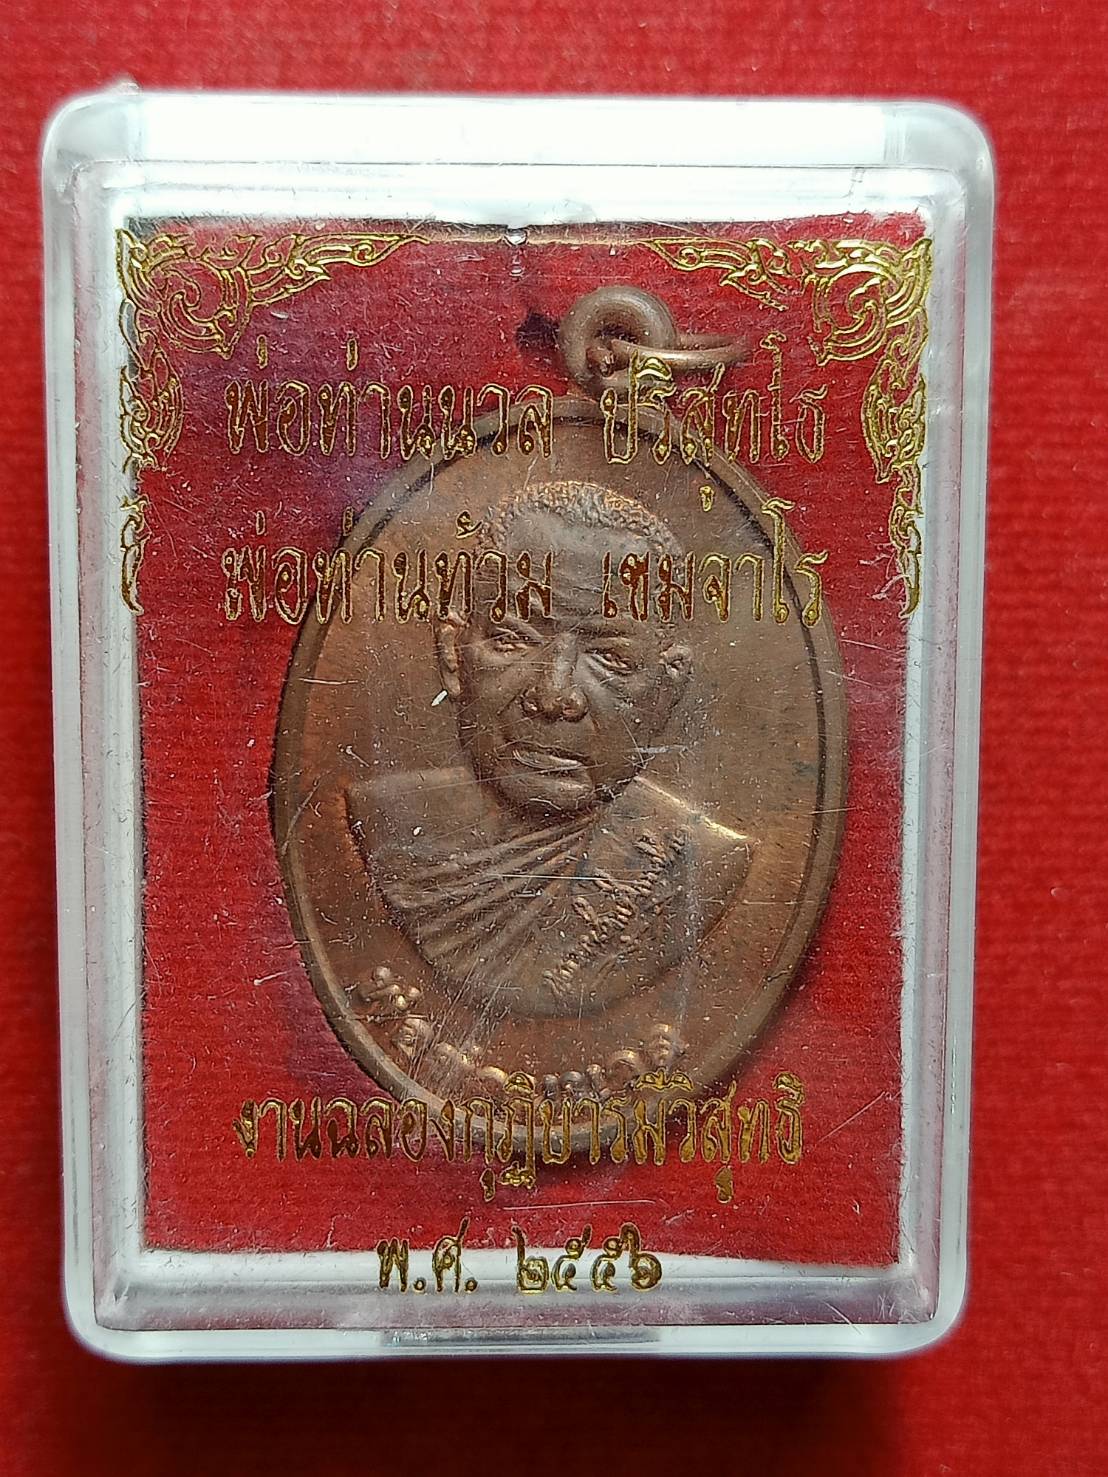 พ่อท่านนวล ปริสุทโธ
พ่อท่านท้วม เขมจาโร
งานฉลองกุฏิบารมีวิสุทธิ
พ.ศ. ๒๕๕๖